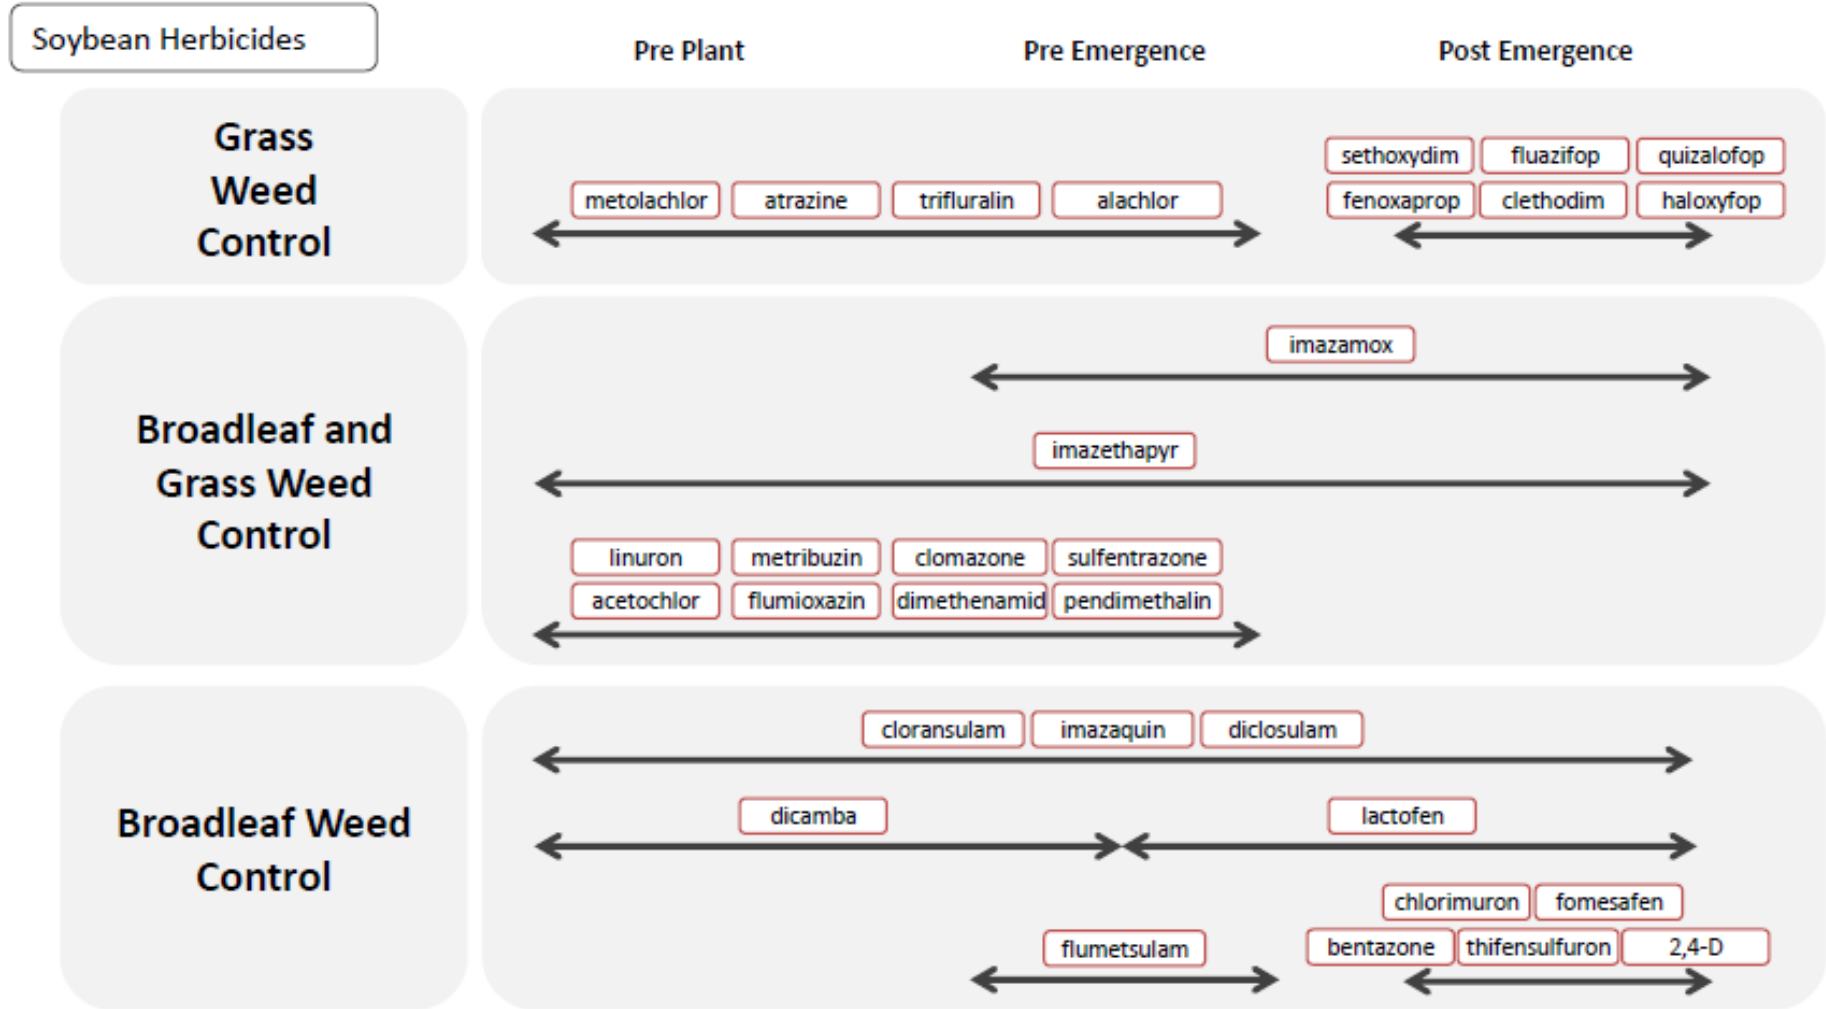 Soybean Herbicides
Pre Plant
Pre Emergence
Post Emergence
Grass
Weed
Control
metolachlor
atrazine
trifluralin
alachlor
sethoxydim
fluazifop
quizalofop
fenoxaprop
clethodim
haloxyfop
Broadleaf and
Grass Weed
Control
imazamox
imazethapyr
linuron
metribuzin
clomazone
sulfentrazone
acetochlor
flumioxazin
dimethenamid
pendimethalin
Broadleaf Weed
Control
cloransulam
imazaquin
diclosulam
dicamba
lactofen
flumetsulam
chlorimuron
fomesafen
bentazone
thifensulfuron
2,4-D